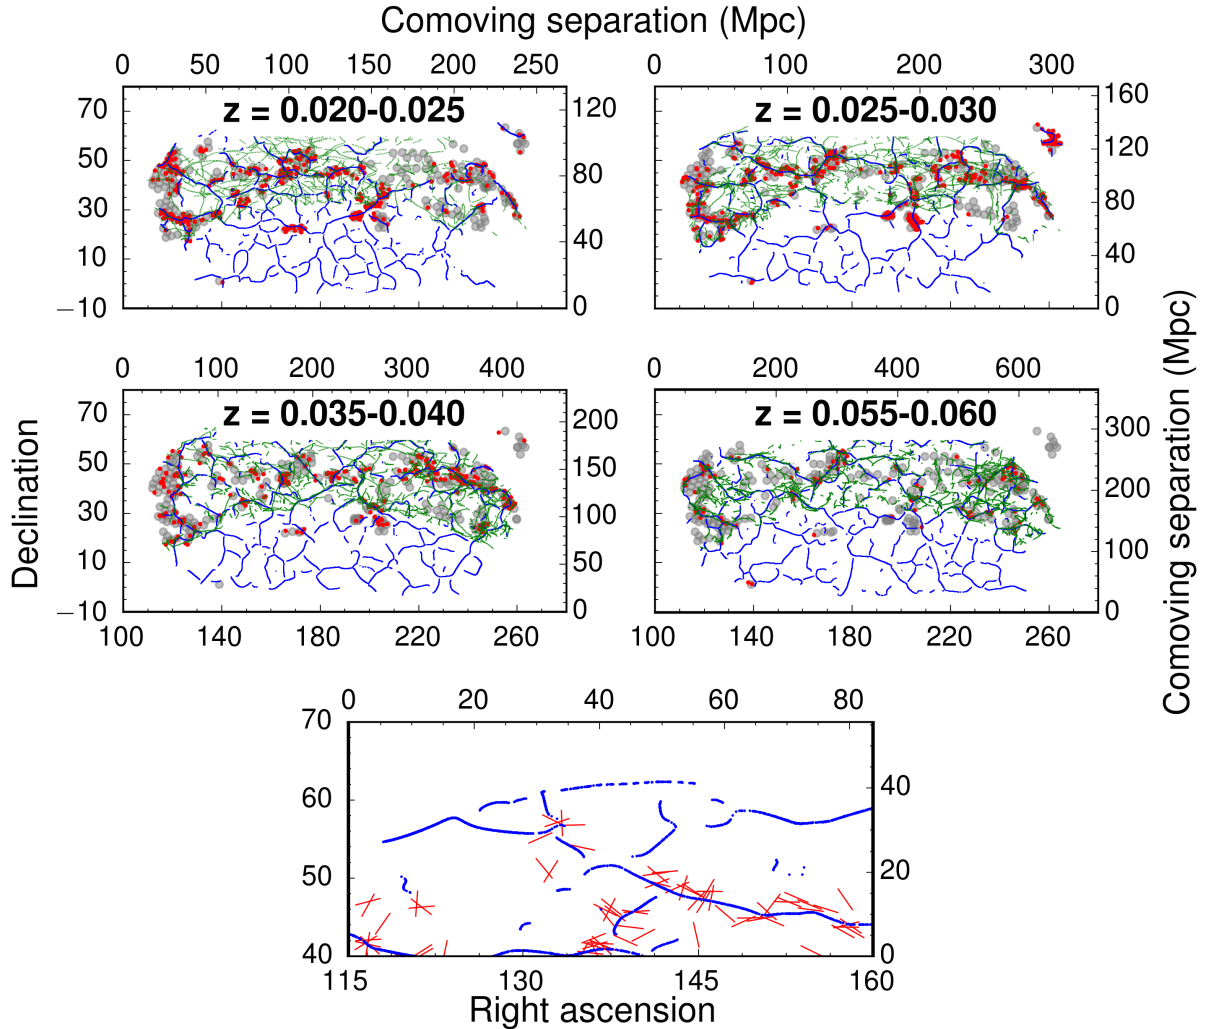 Comoving separation (Mpc)
0 50 100 150 200 250
0 100 200 300
z = 0.020-0.025
z = 0.025-0.030
70
50
30
10
−10
120
80
40
0
160
120
80
40
0
0 100 200 300 400
0 200 400 600
z = 0.035-0.040
z = 0.055-0.060
70
50
30
10
−10
200
150
100
50
0
300
200
100
0
100 140 180 220 260
100 140 180 220 260
Declination
Comoving separation (Mpc)
0 20 40 60 80
70
60
50
40
40
20
0
115 130 145 160
Right ascension